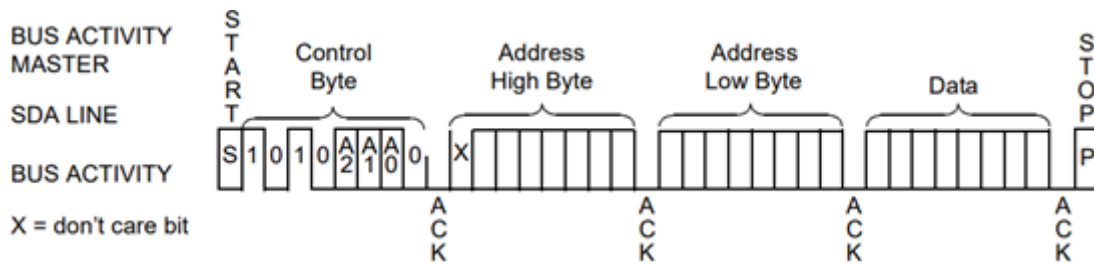 BUS ACTIVITY
MASTER
START
Control
Byte
Address
High Byte
Address
Low Byte
Data
STOP
SDA LINE
S 1 0 1 0 A2 A1 A0 0 X P
BUS ACTIVITY
ACK ACK ACK ACK
X = don't care bit